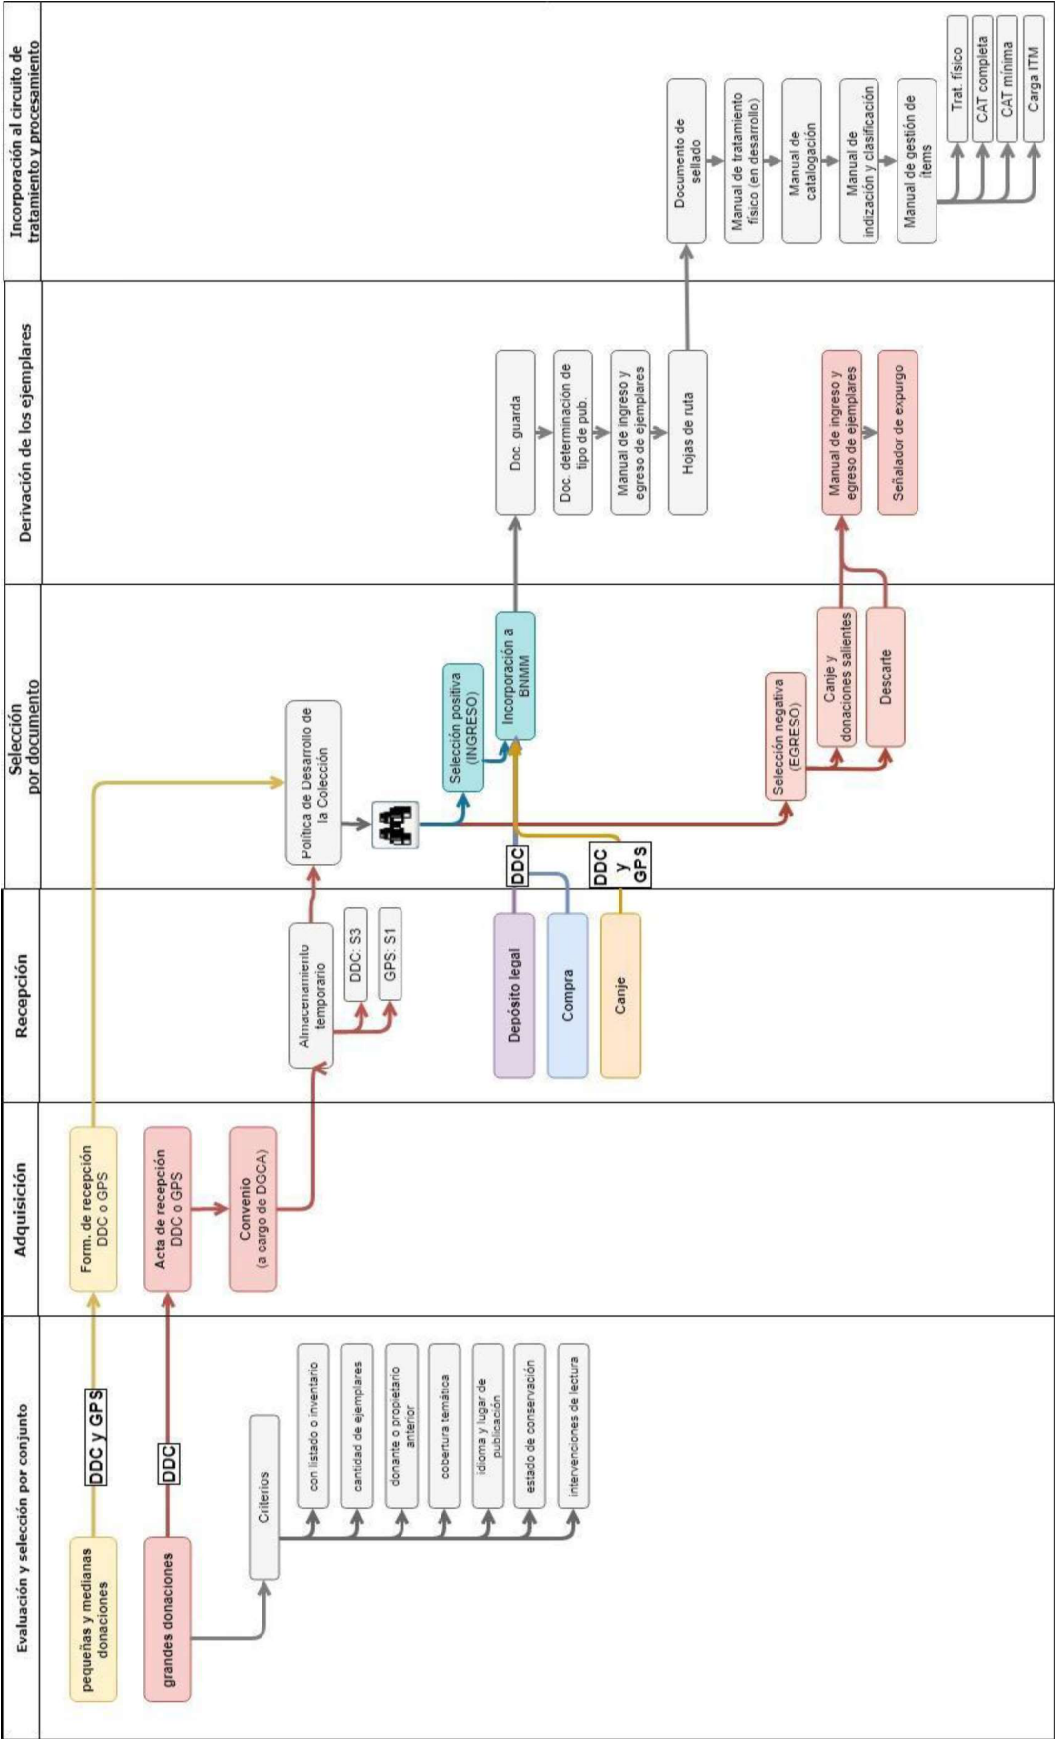 Evaluación y selección por conjunto
pequeñas y medianas
donaciones
DDC y GPS
grandes donaciones
DDC
Criterios
con listado o inventario
cantidad de ejemplares
donante o propietario
anterior
cobertura temática
idioma y lugar de
publicación
estado de conservación
intervenciones de lectura
Adquisición
Form. de recepción
DDC o GPS
Acta de recepción
DDC o GPS
Convenio
(a cargo de DGCA)
Recepción
Almacenamiento
temporario
DDC: S3
GPS: S1
Depósito legal
Compra
Canje
Selección
por documento
Política de Desarrollo de
la Colección
Selección positiva
(INGRESO)
Incorporación a
BNMM
DDC
DDC
y
GPS
Selección negativa
(EGRESO)
Canje y
donaciones salientes
Descarte
Derivación de los ejemplares
Doc. guarda
Doc. determinación de
tipo de pub.
Manual de ingreso y
egreso de ejemplares
Hojas de ruta
Manual de ingreso y
egreso de ejemplares
Señalador de expurgo
Incorporación al circuito de
tratamiento y procesamiento
Documento de
sellado
Manual de tratamiento
físico (en desarrollo)
Manual de
catalogación
Manual de
indización y clasificación
Manual de gestión de
ítems
Trat. físico
CAT completa
CAT mínima
Carga ITM